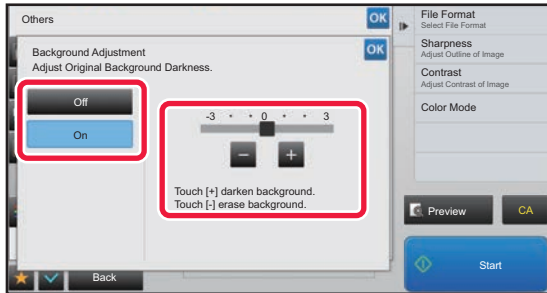 Others
OK
Background Adjustment
Adjust Original Background Darkness.
OK
Off
On
-3 • • 0 • • 3
− +
Touch [+] darken background.
Touch [-] erase background.
Back
File Format
Select File Format
Sharpness
Adjust Outline of Image
Contrast
Adjust Contrast of Image
Color Mode
Preview
CA
Start